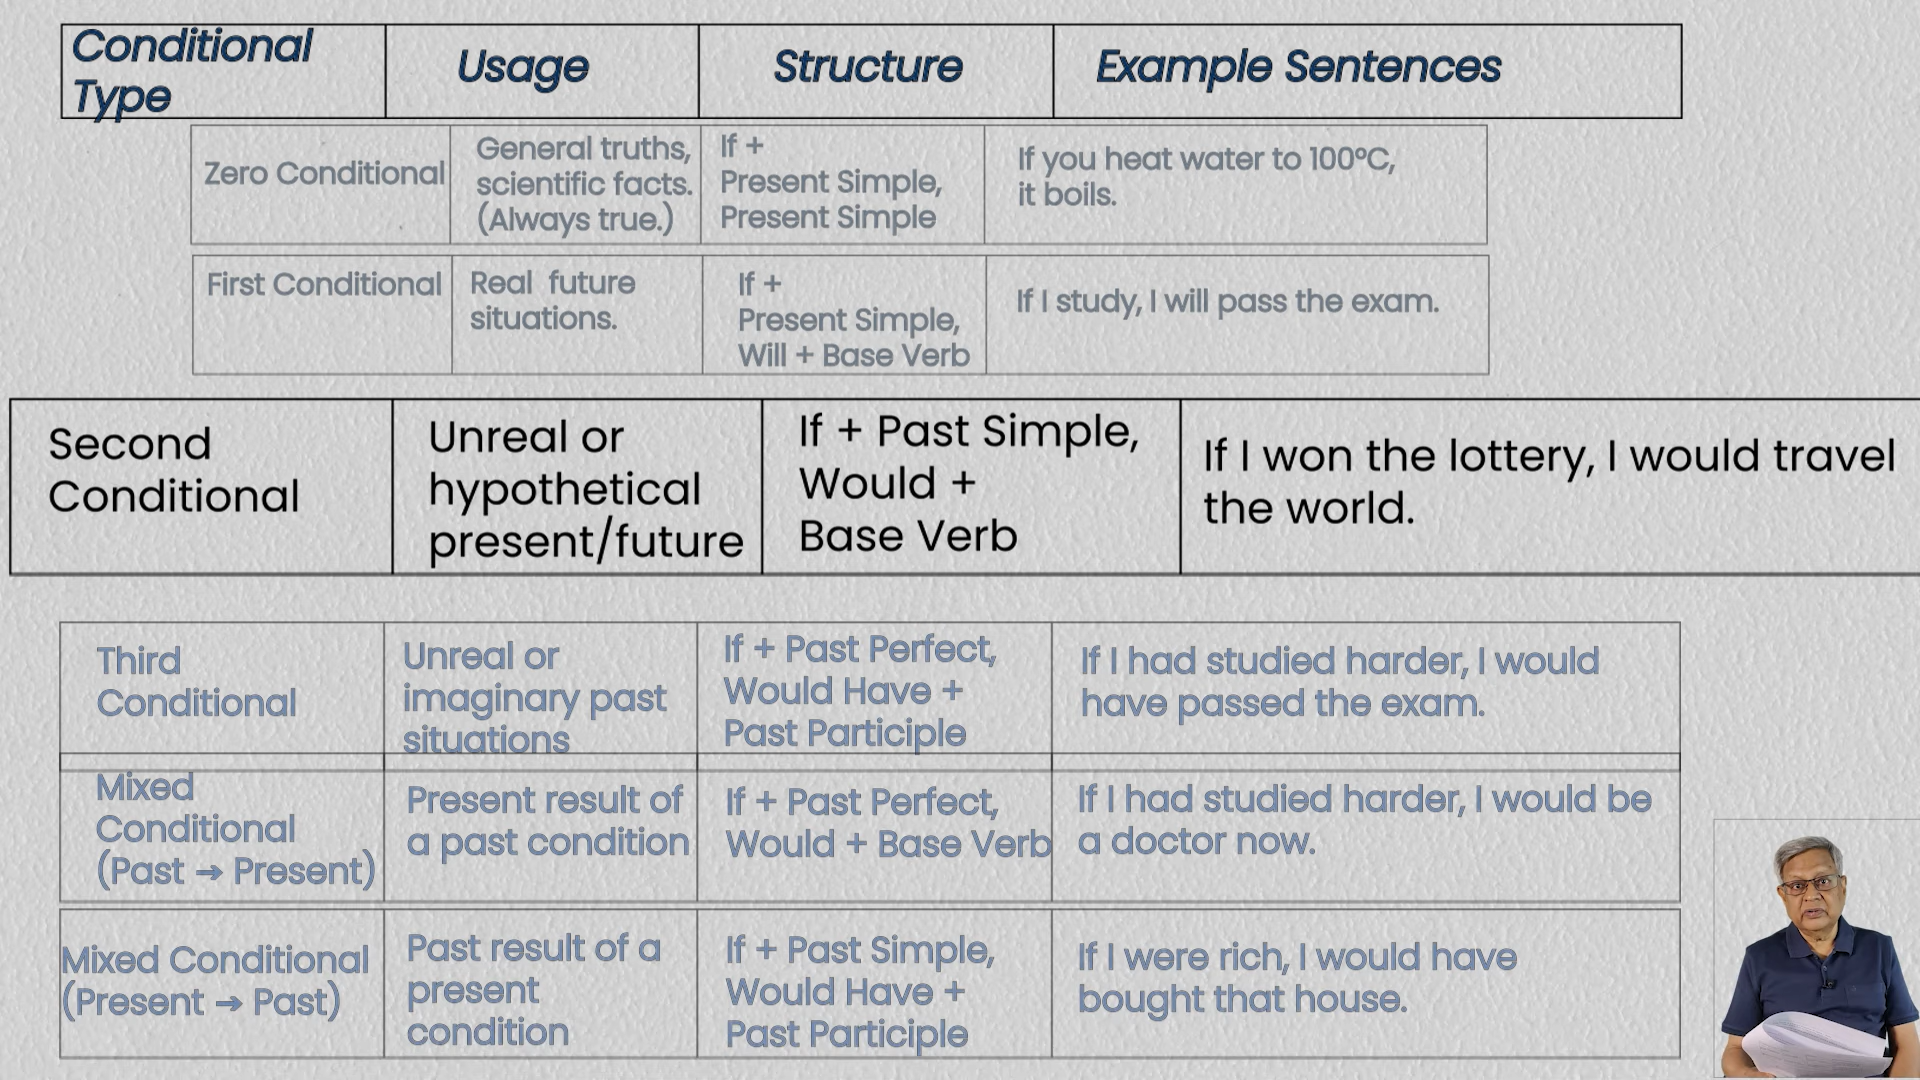 Conditional
Type
Usage
Structure
Example Sentences
Zero Conditional
General truths,
scientific facts.
(Always true.)
If +
Present Simple,
Present Simple
If you heat water to 100°C,
it boils.
First Conditional
Real future
situations.
If +
Present Simple,
Will + Base Verb
If I study, I will pass the exam.
Second
Conditional
Unreal or
hypothetical
present/future
If + Past Simple,
Would +
Base Verb
If I won the lottery, I would travel
the world.
Third
Conditional
Unreal or
imaginary past
situations
If + Past Perfect,
Would Have +
Past Participle
If I had studied harder, I would
have passed the exam.
Mixed
Conditional
(Past → Present)
Present result of
a past condition
If + Past Perfect,
Would + Base Verb
If I had studied harder, I would be
a doctor now.
Mixed Conditional
(Present → Past)
Past result of a
present
condition
If + Past Simple,
Would Have +
Past Participle
If I were rich, I would have
bought that house.